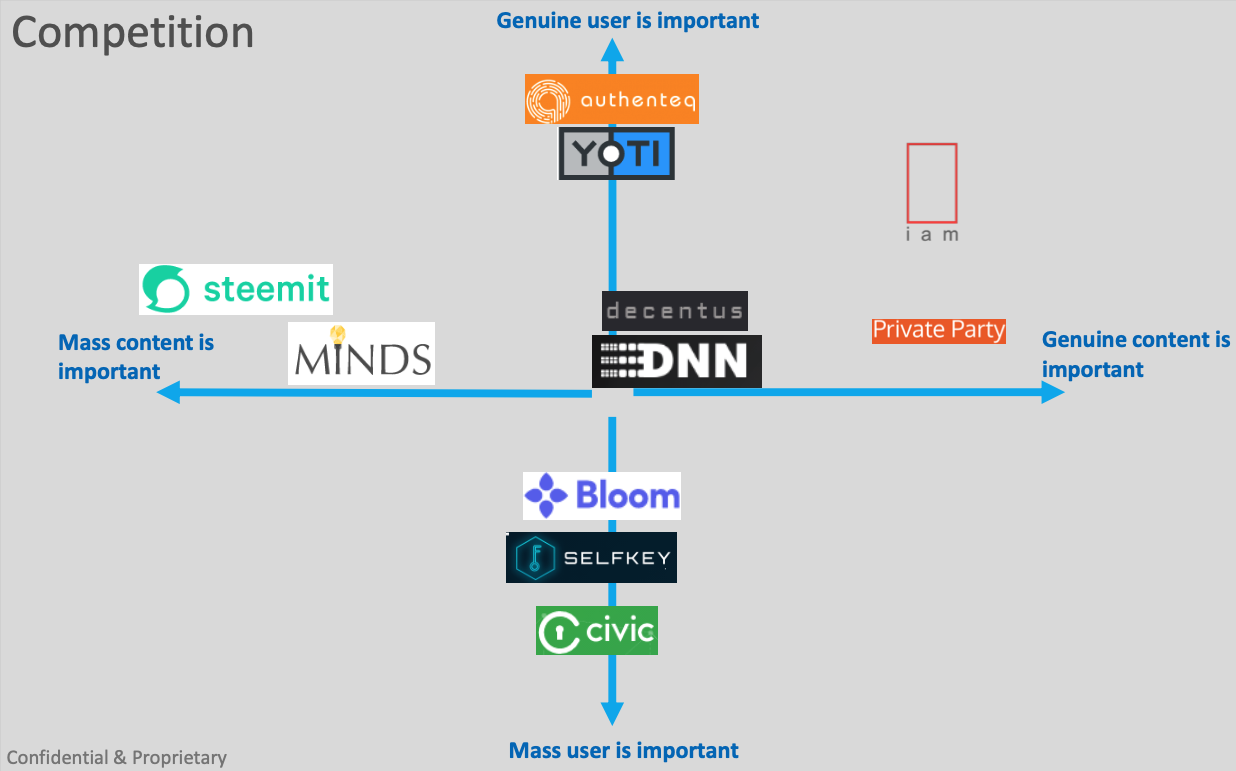 Competition
Genuine user is important
authenteq
YOTI
i a m
steemit
decentus
Private Party
MINDS
DNN
Mass content is
important
Genuine content is
important
Bloom
SELFKEY
civic
Mass user is important
Confidential & Proprietary